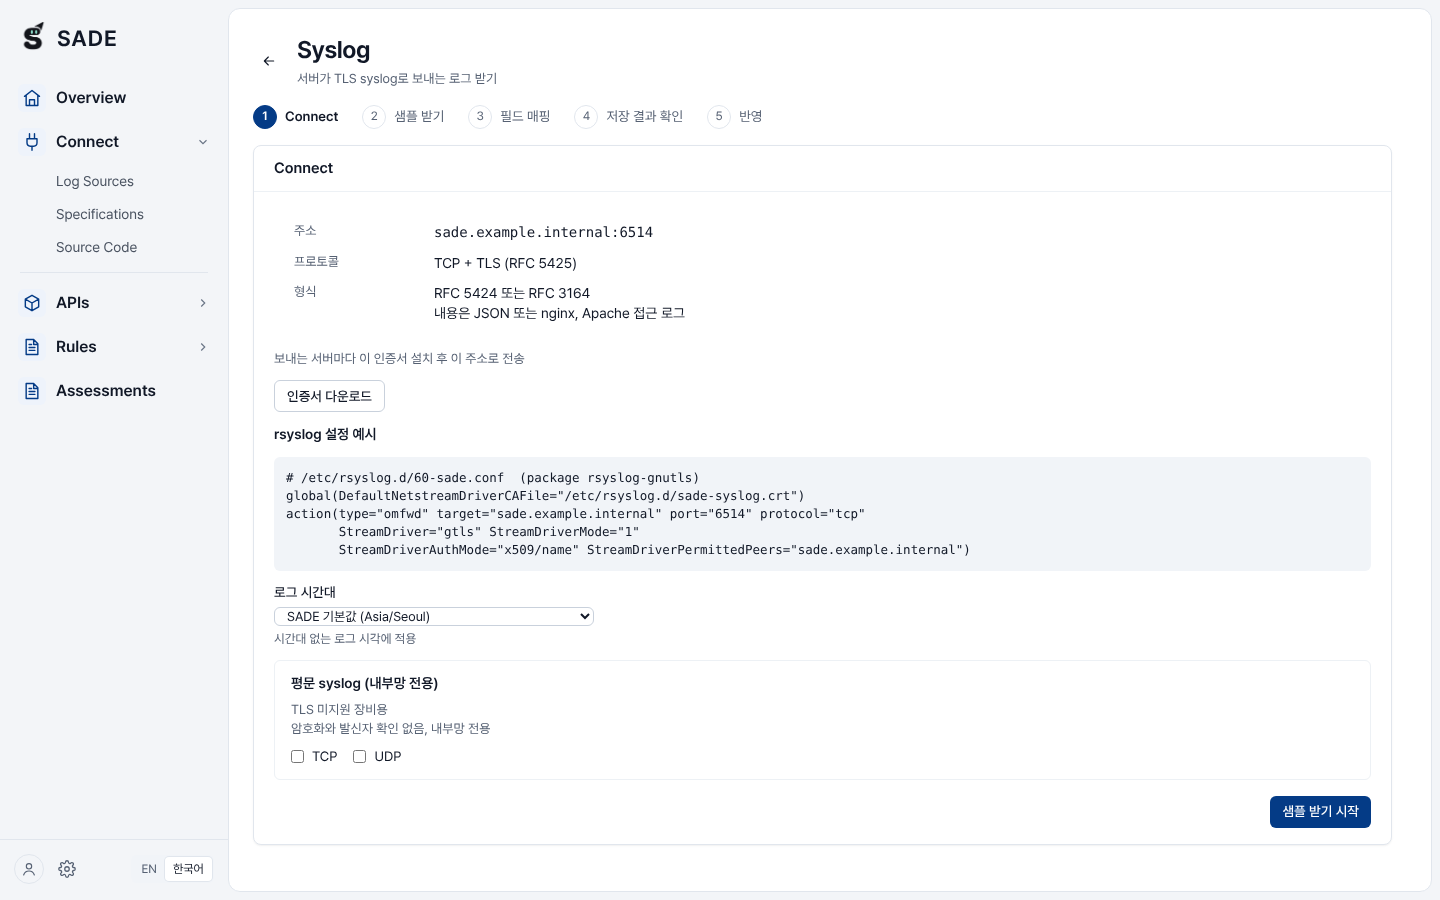 SADE
Overview
Connect
Log Sources
Specifications
Source Code
APIs
Rules
Assessments
EN
한국어
Syslog
서버가 TLS syslog로 보내는 로그 받기
1 Connect
2 샘플 받기
3 필드 매핑
4 저장 결과 확인
5 반영
Connect
주소 sade.example.internal:6514
프로토콜 TCP + TLS (RFC 5425)
형식 RFC 5424 또는 RFC 3164
내용은 JSON 또는 nginx, Apache 접근 로그
보내는 서버마다 이 인증서 설치 후 이 주소로 전송
인증서 다운로드
rsyslog 설정 예시
# /etc/rsyslog.d/60-sade.conf  (package rsyslog-gnutls)
global(DefaultNetstreamDriverCAFile="/etc/rsyslog.d/sade-syslog.crt")
action(type="omfwd" target="sade.example.internal" port="6514" protocol="tcp"
       StreamDriver="gtls" StreamDriverMode="1"
       StreamDriverAuthMode="x509/name" StreamDriverPermittedPeers="sade.example.internal")
로그 시간대
SADE 기본값 (Asia/Seoul)
시간대 없는 로그 시각에 적용
평문 syslog (내부망 전용)
TLS 미지원 장비용
암호화와 발신자 확인 없음, 내부망 전용
TCP UDP
샘플 받기 시작